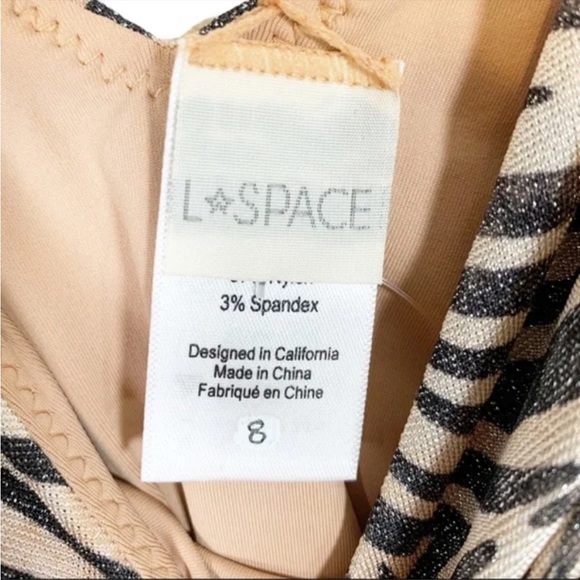 L☆SPACE
3% Spandex
Designed in California
Made in China
Fabriqué en Chine
8